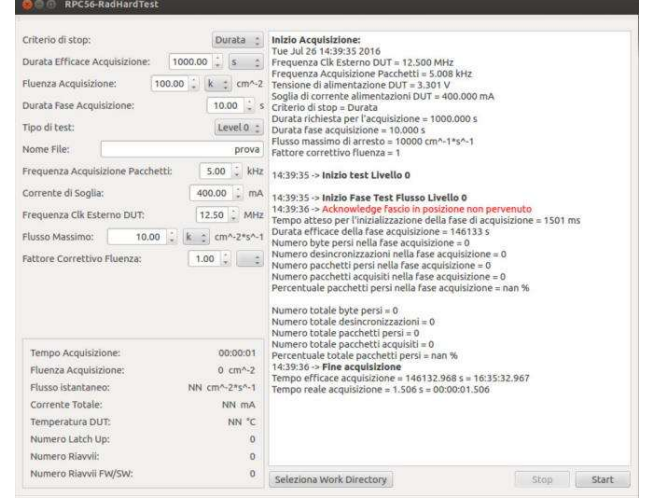 RPC56-RadHardTest
Criterio di stop: Durata
Durata Efficace Acquisizione: 1000.00 s
Fluenza Acquisizione: 100.00 k cm^-2
Durata Fase Acquisizione: 10.00 s
Tipo di test: Level 0
Nome File: prova
Frequenza Acquisizione Pacchetti: 5.00 kHz
Corrente di Soglia: 400.00 mA
Frequenza Clk Esterno DUT: 12.50 MHz
Flusso Massimo: 10.00 k cm^-2*s^-1
Fattore Correttivo Fluenza: 1.00
Tempo Acquisizione: 00:00:01
Fluenza Acquisizione: 0 cm^-2
Flusso istantaneo: NN cm^-2*s^-1
Corrente Totale: NN mA
Temperatura DUT: NN °C
Numero Latch Up: 0
Numero Riavvii: 0
Numero Riavvii FW/SW: 0
Inizio Acquisizione:
Tue Jul 26 14:39:35 2016
Frequenza Clk Esterno DUT = 12.500 MHz
Frequenza Acquisizione Pacchetti = 5.008 kHz
Tensione di alimentazione DUT = 3.301 V
Soglia di corrente alimentazioni DUT = 400.000 mA
Criterio di stop = Durata
Durata richiesta per l'acquisizione = 1000.000 s
Durata fase acquisizione = 10.000 s
Flusso massimo di arresto = 10000 cm^-1*s^-1
Fattore correttivo fluenza = 1
14:39:35 -> Inizio test Livello 0
14:39:35 -> Inizio Fase Test Flusso Livello 0
14:39:36 -> Acknowledge fascio in posizione non pervenuto
Tempo atteso per l'inizializzazione della fase di acquisizione = 1501 ms
Durata efficace della fase acquisizione = 146133 s
Numero byte persi nella fase acquisizione = 0
Numero desincronizzazioni nella fase acquisizione = 0
Numero pacchetti persi nella fase acquisizione = 0
Numero pacchetti acquisiti nella fase acquisizione = 0
Percentuale pacchetti persi nella fase acquisizione = nan %
Numero totale byte persi = 0
Numero totale desincronizzazioni = 0
Numero totale pacchetti persi = 0
Numero totale pacchetti acquisiti = 0
Percentuale totale pacchetti persi = nan %
14:39:36 -> Fine acquisizione
Tempo efficace acquisizione = 146132.968 s = 16:35:32.967
Tempo reale acquisizione = 1.506 s = 00:00:01.506
Seleziona Work Directory Stop Start